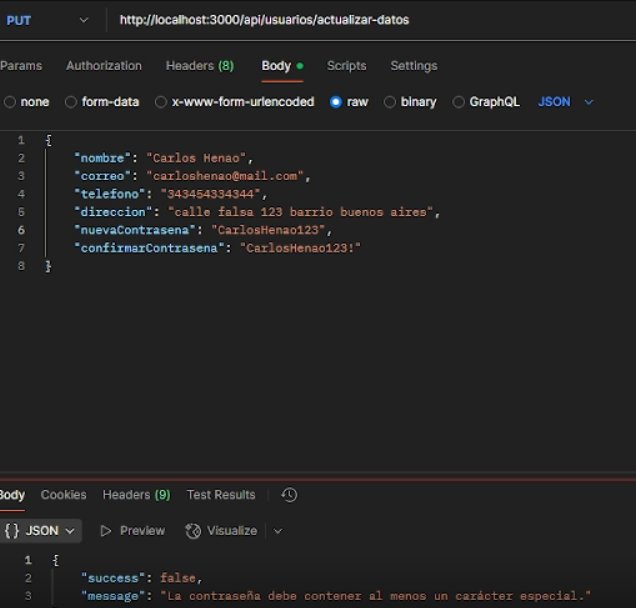 PUT http://localhost:3000/api/usuarios/actualizar-datos
Params Authorization Headers (8) Body Scripts Settings
none form-data x-www-form-urlencoded raw binary GraphQL JSON
1 {
2 "nombre": "Carlos Henao",
3 "correo": "carloshenao@mail.com",
4 "telefono": "343454334344",
5 "direccion": "calle falsa 123 barrio buenos aires",
6 "nuevaContrasena": "CarlosHenao123",
7 "confirmarContrasena": "CarlosHenao123!"
8 }
Body Cookies Headers (9) Test Results
{} JSON Preview Visualize
1 {
2 "success": false,
3 "message": "La contraseña debe contener al menos un carácter especial."